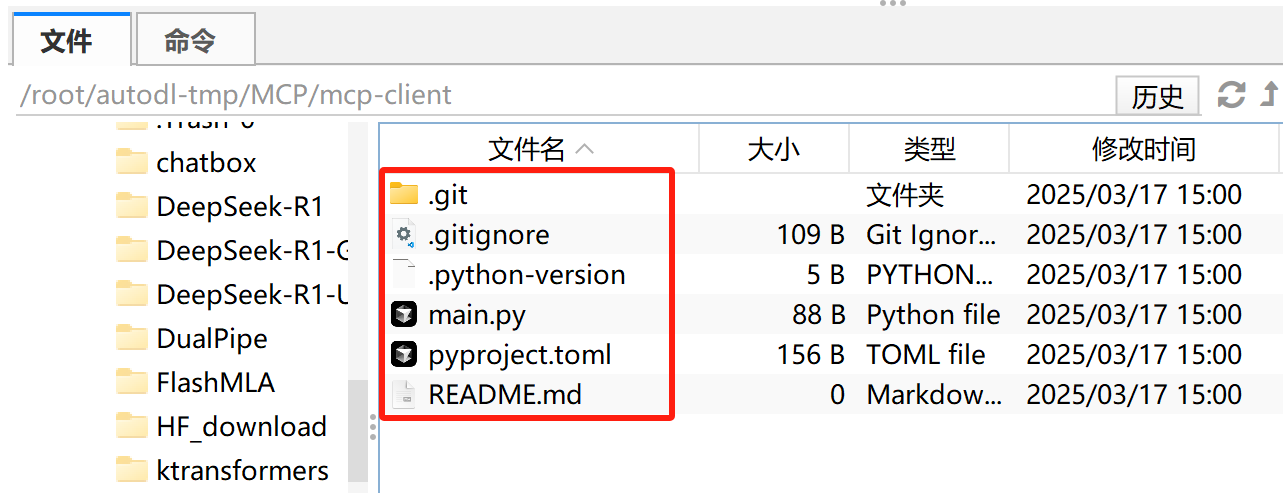 文件 命令
/root/autodl-tmp/MCP/mcp-client 历史
chatbox
DeepSeek-R1
DeepSeek-R1-G
DeepSeek-R1-U
DualPipe
FlashMLA
HF_download
ktransformers
文件名 大小 类型 修改时间
.git 文件夹 2025/03/17 15:00
.gitignore 109 B Git Ignor... 2025/03/17 15:00
.python-version 5 B PYTHON... 2025/03/17 15:00
main.py 88 B Python file 2025/03/17 15:00
pyproject.toml 156 B TOML file 2025/03/17 15:00
README.md 0 Markdow... 2025/03/17 15:00